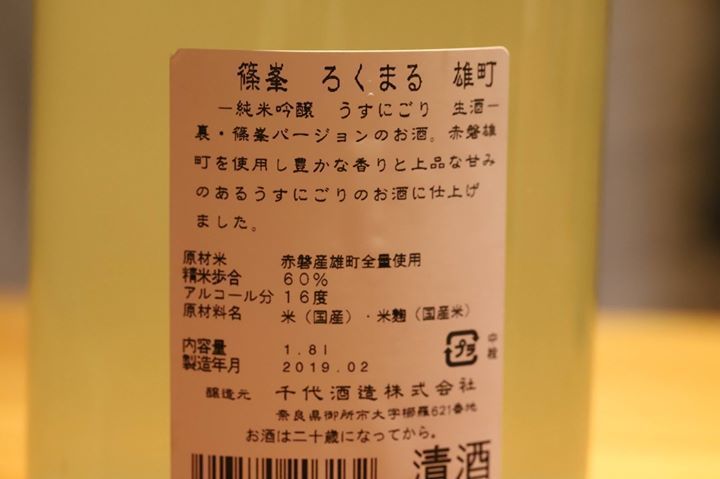 篠峯 ろくまる 雄町
ー純米吟醸 うすにごり 生酒ー
裏・篠峯バージョンのお酒。赤磐雄
町を使用し豊かな香りと上品な甘み
のあるうすにごりのお酒に仕上げ
ました。
原材米 赤磐産雄町全量使用
精米歩合 60%
アルコール分 16度
原材料名 米（国産）・米麹（国産米）
内容量 1.8l
製造年月 2019.02
プラ
中栓
醸造元 千代酒造株式会社
奈良県御所市大字櫛羅621番地
お酒は二十歳になってから。
清酒